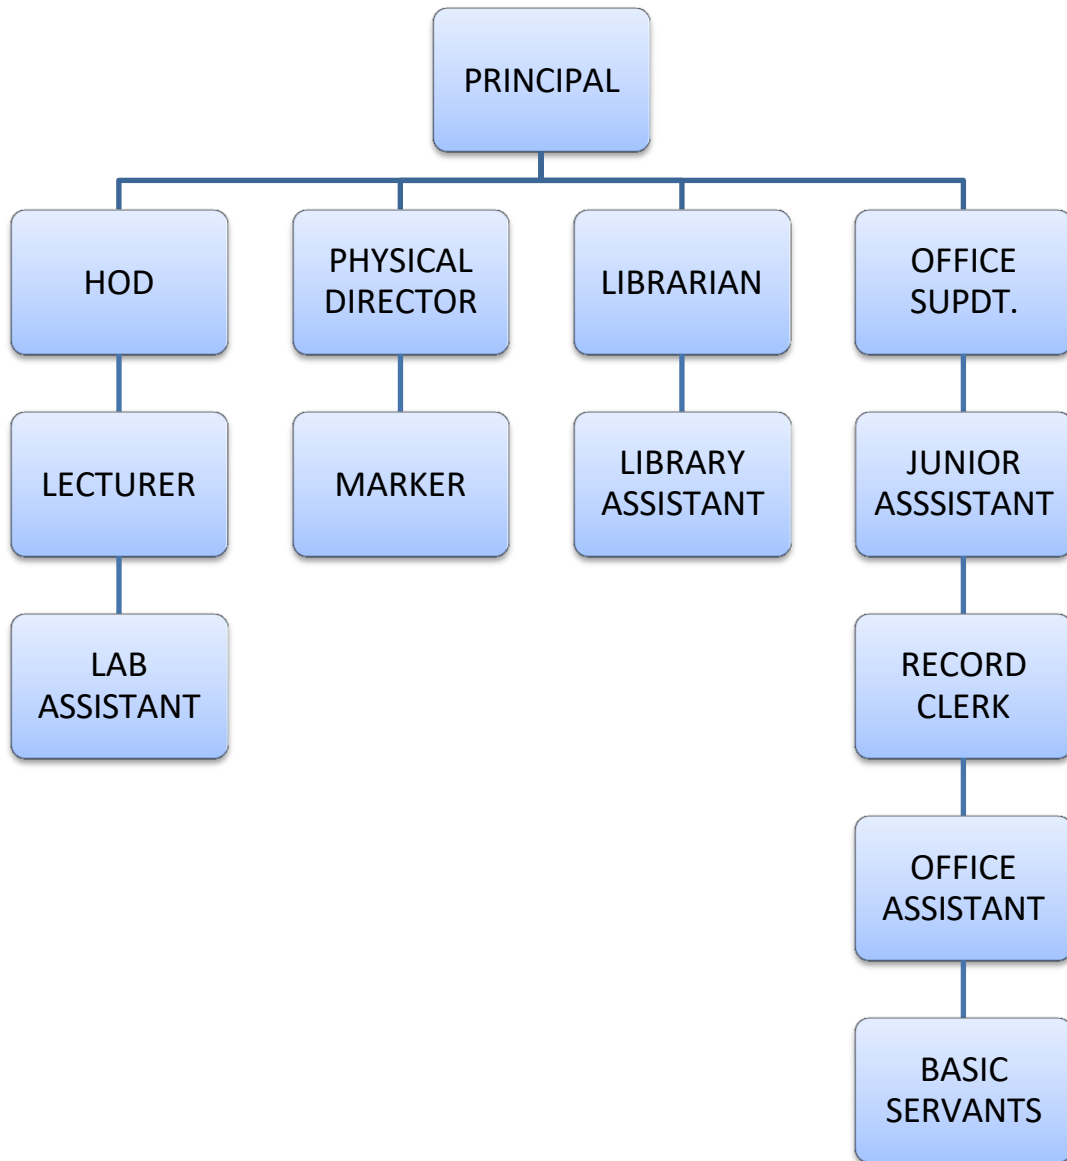 PRINCIPAL
HOD
PHYSICAL
DIRECTOR
LIBRARIAN
OFFICE
SUPDT.
LECTURER
MARKER
LIBRARY
ASSISTANT
JUNIOR
ASSSISTANT
LAB
ASSISTANT
RECORD
CLERK
OFFICE
ASSISTANT
BASIC
SERVANTS